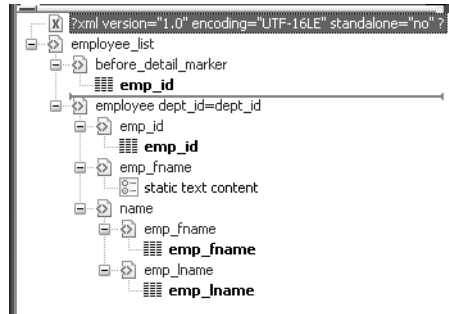 ?xml version="1.0" encoding="UTF-16LE" standalone="no" ?
employee_list
before_detail_marker
emp_id
employee dept_id=dept_id
emp_id
emp_id
emp_fname
static text content
name
emp_fname
emp_fname
emp_lname
emp_lname